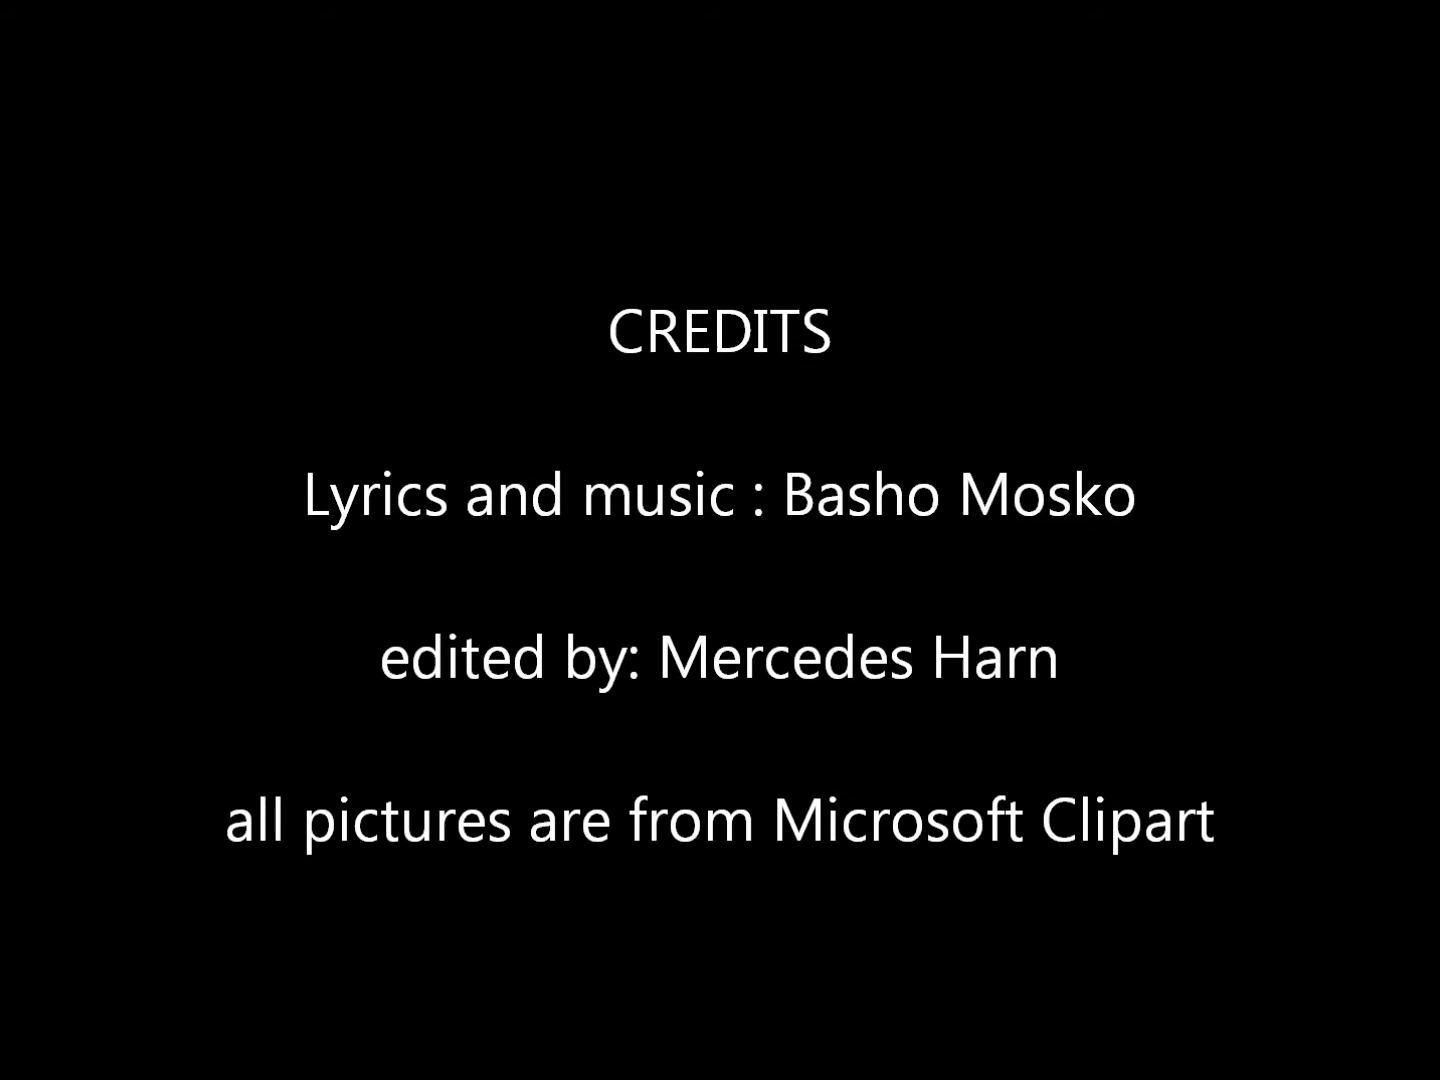 CREDITS
Lyrics and music : Basho Mosko
edited by: Mercedes Harn
all pictures are from Microsoft Clipart